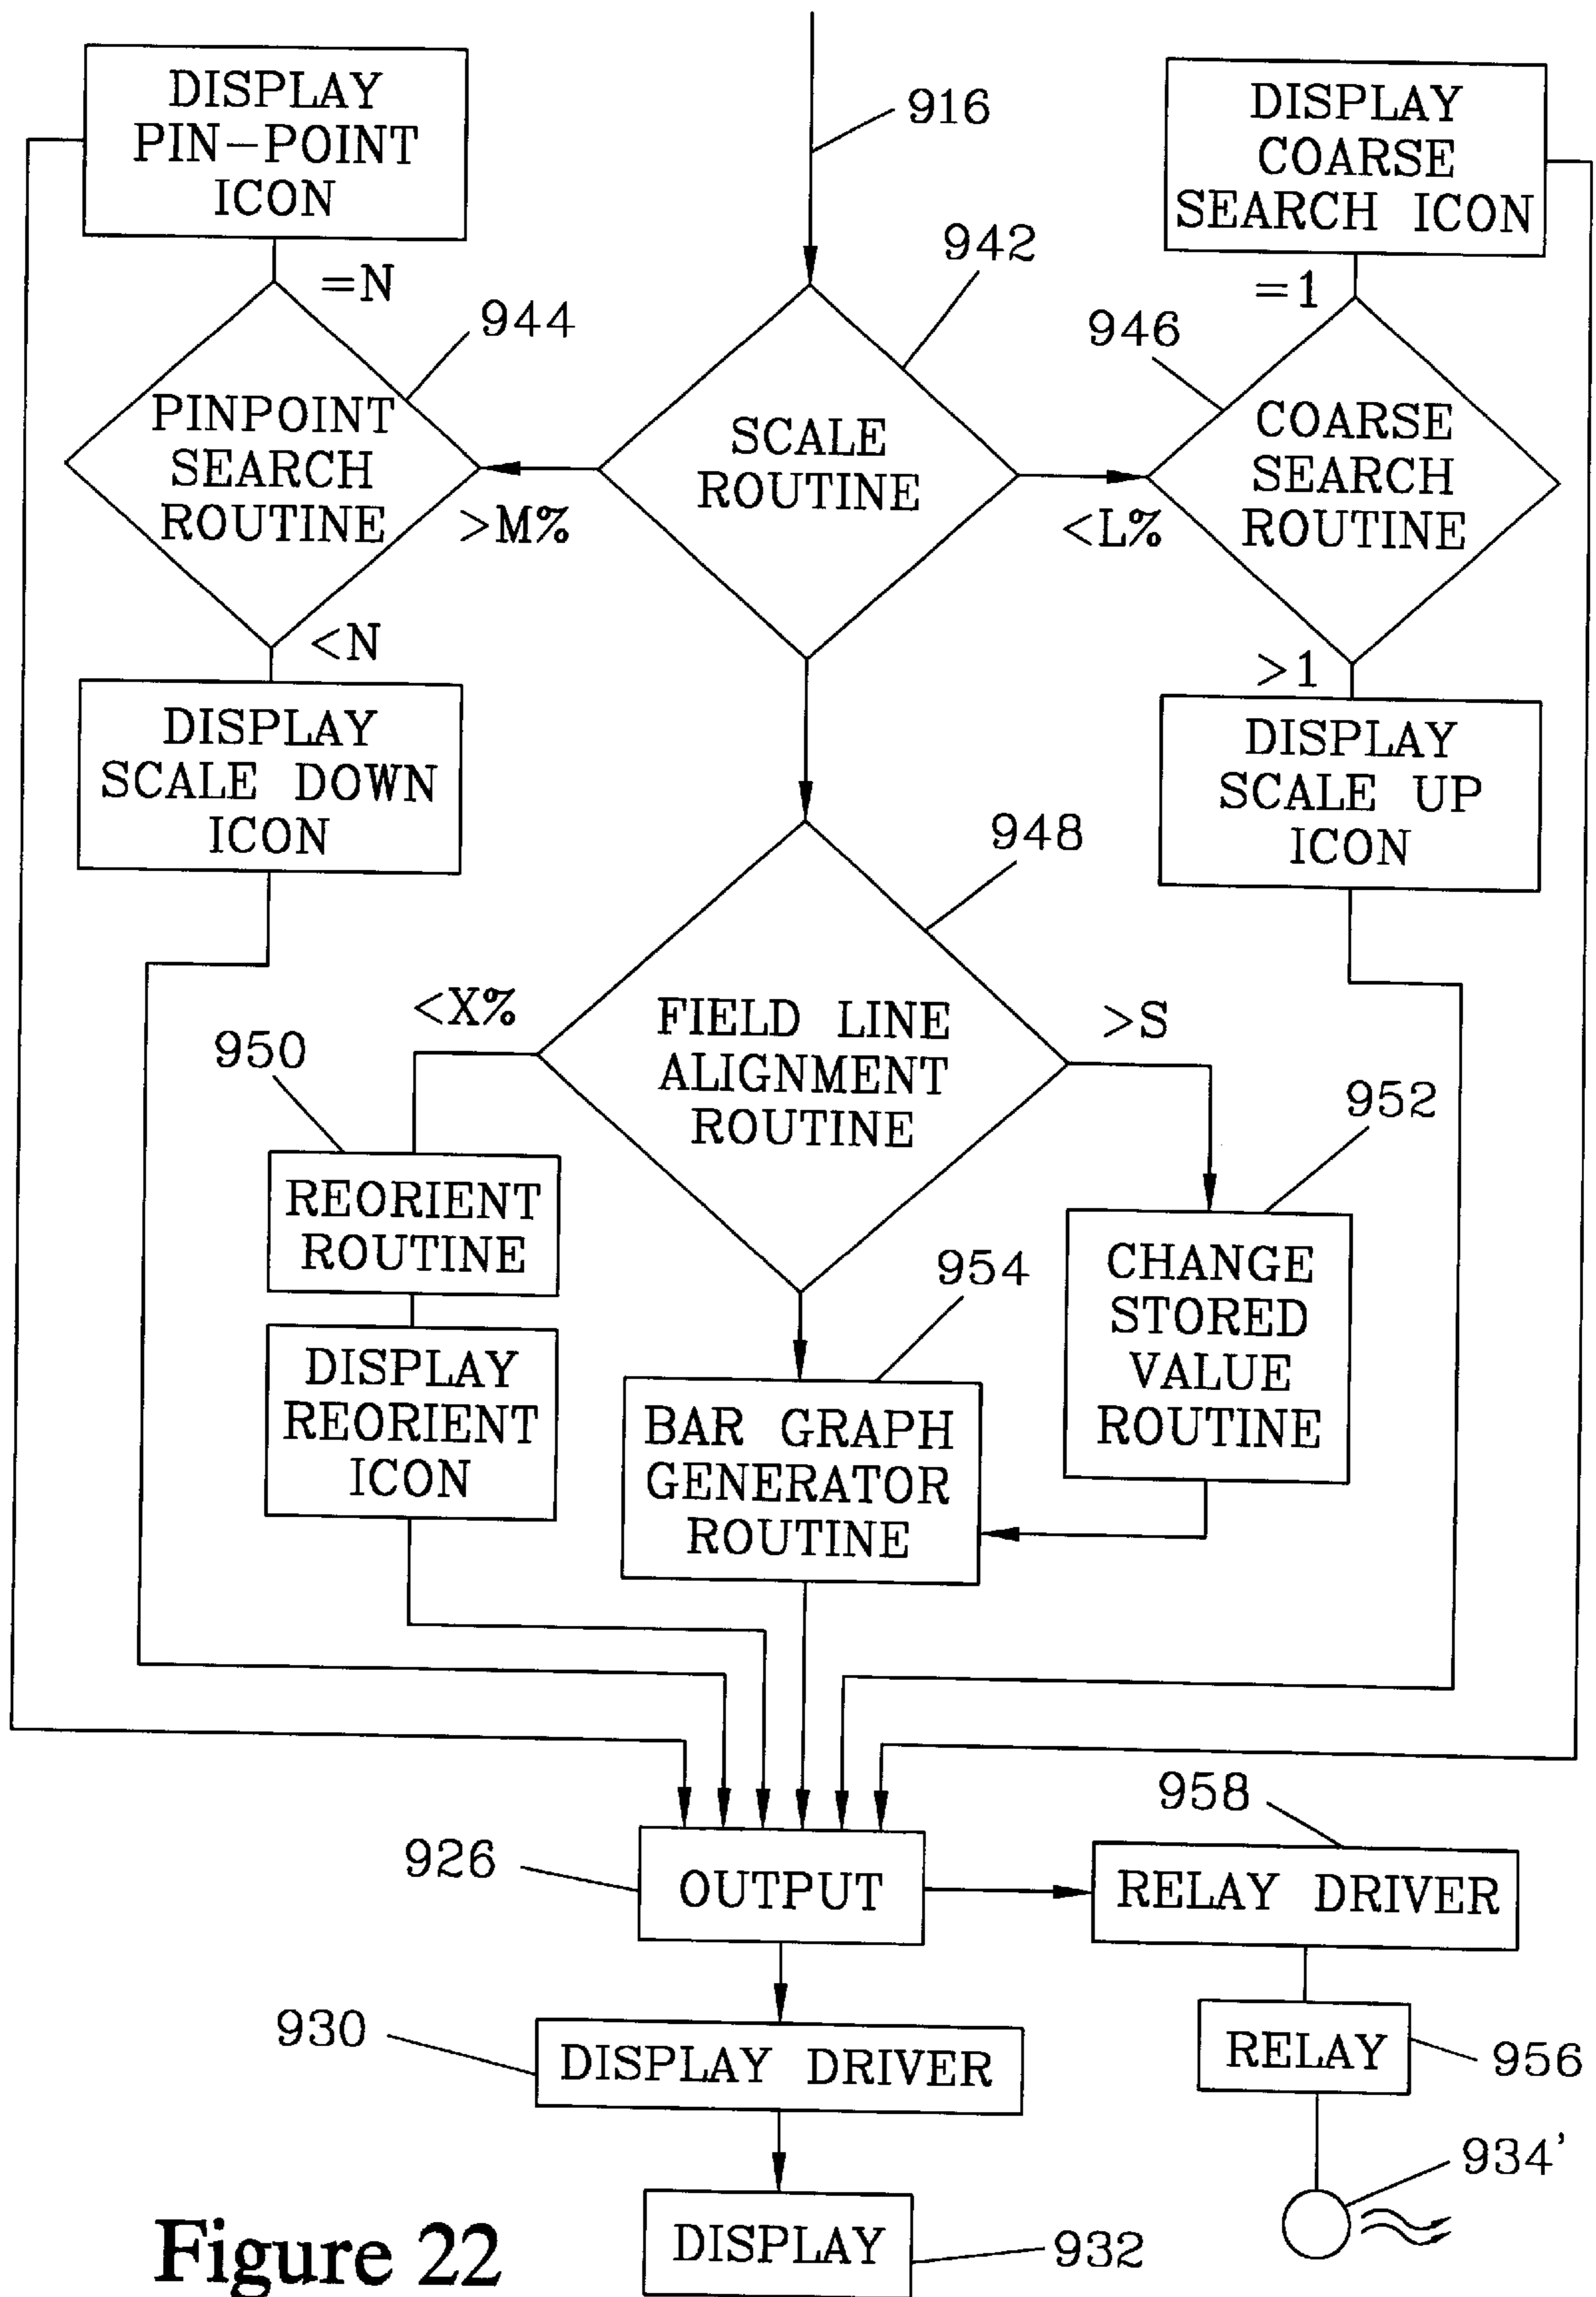 DISPLAY
PIN-POINT
ICON
916
DISPLAY
COARSE
SEARCH ICON
942
=N
=1
944
946
PINPOINT
SEARCH
ROUTINE
SCALE
ROUTINE
COARSE
SEARCH
ROUTINE
>M%
<L%
<N
>1
DISPLAY
SCALE DOWN
ICON
DISPLAY
SCALE UP
ICON
948
<X%
FIELD LINE
ALIGNMENT
ROUTINE
>S
950
952
REORIENT
ROUTINE
954
CHANGE
STORED
VALUE
ROUTINE
DISPLAY
REORIENT
ICON
BAR GRAPH
GENERATOR
ROUTINE
958
926
OUTPUT
RELAY DRIVER
930
DISPLAY DRIVER
RELAY
956
934'
DISPLAY
932
Figure 22